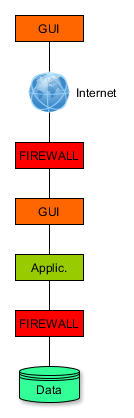 GUI
Internet
FIREWALL
GUI
Applic.
FIREWALL
Data